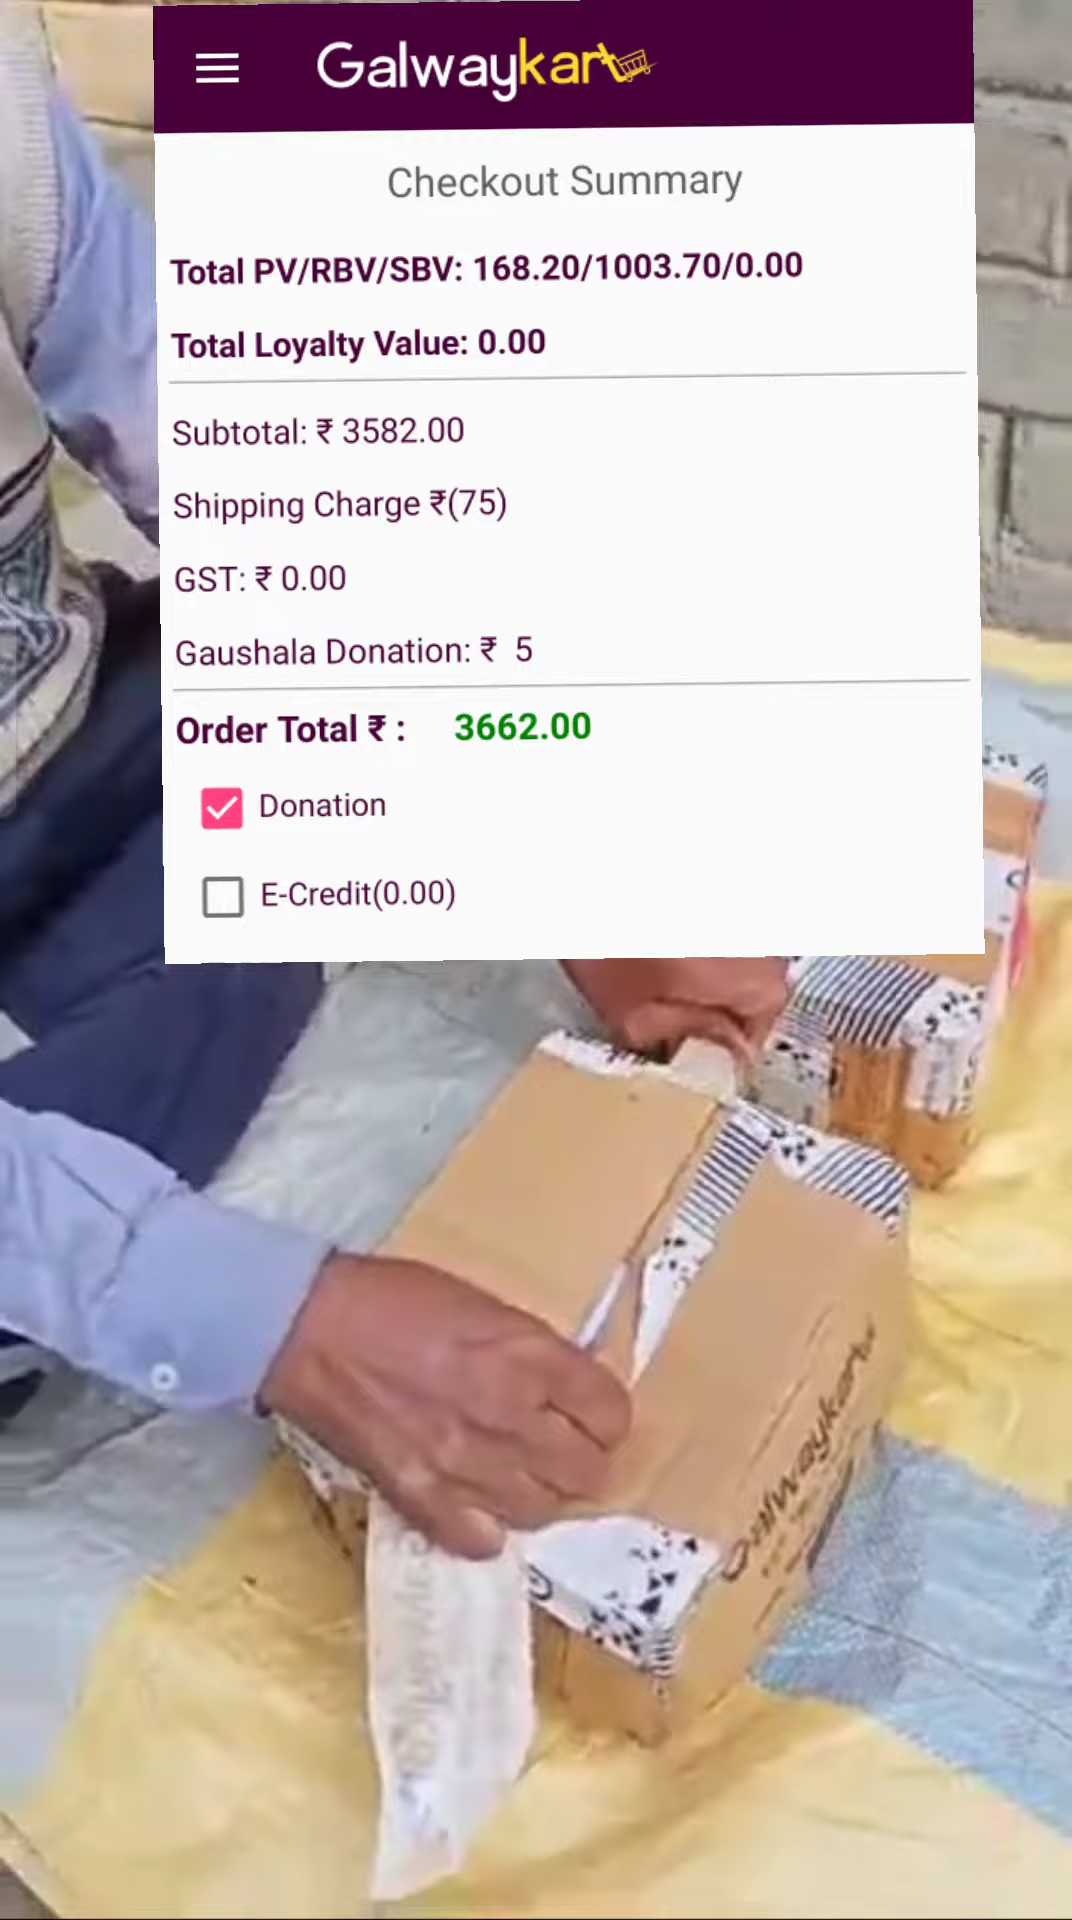 Galwaykart
Checkout Summary
Total PV/RBV/SBV: 168.20/1003.70/0.00
Total Loyalty Value: 0.00
Subtotal: ₹ 3582.00
Shipping Charge ₹(75)
GST: ₹ 0.00
Gaushala Donation: ₹ 5
Order Total ₹ : 3662.00
Donation
E-Credit(0.00)
Galwaykart